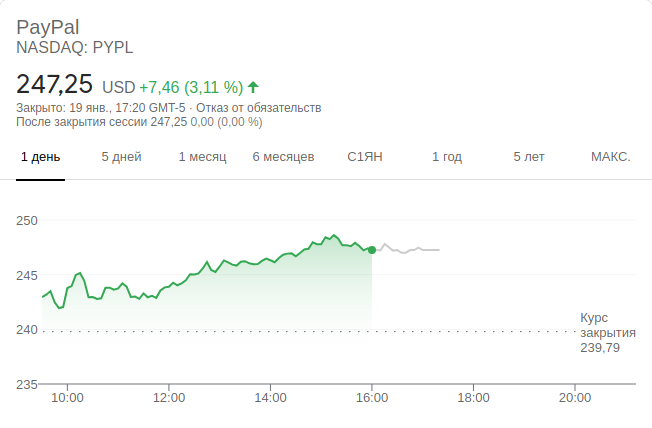 PayPal
NASDAQ: PYPL
247,25 USD +7,46 (3,11 %)
Закрыто: 19 янв., 17:20 GMT-5 · Отказ от обязательств
После закрытия сессии 247,25 0,00 (0,00 %)
1 день 5 дней 1 месяц 6 месяцев С1ЯН 1 год 5 лет МАКС.
250
245
240
Курс
закрытия
239,79
235
10:00 12:00 14:00 16:00 18:00 20:00